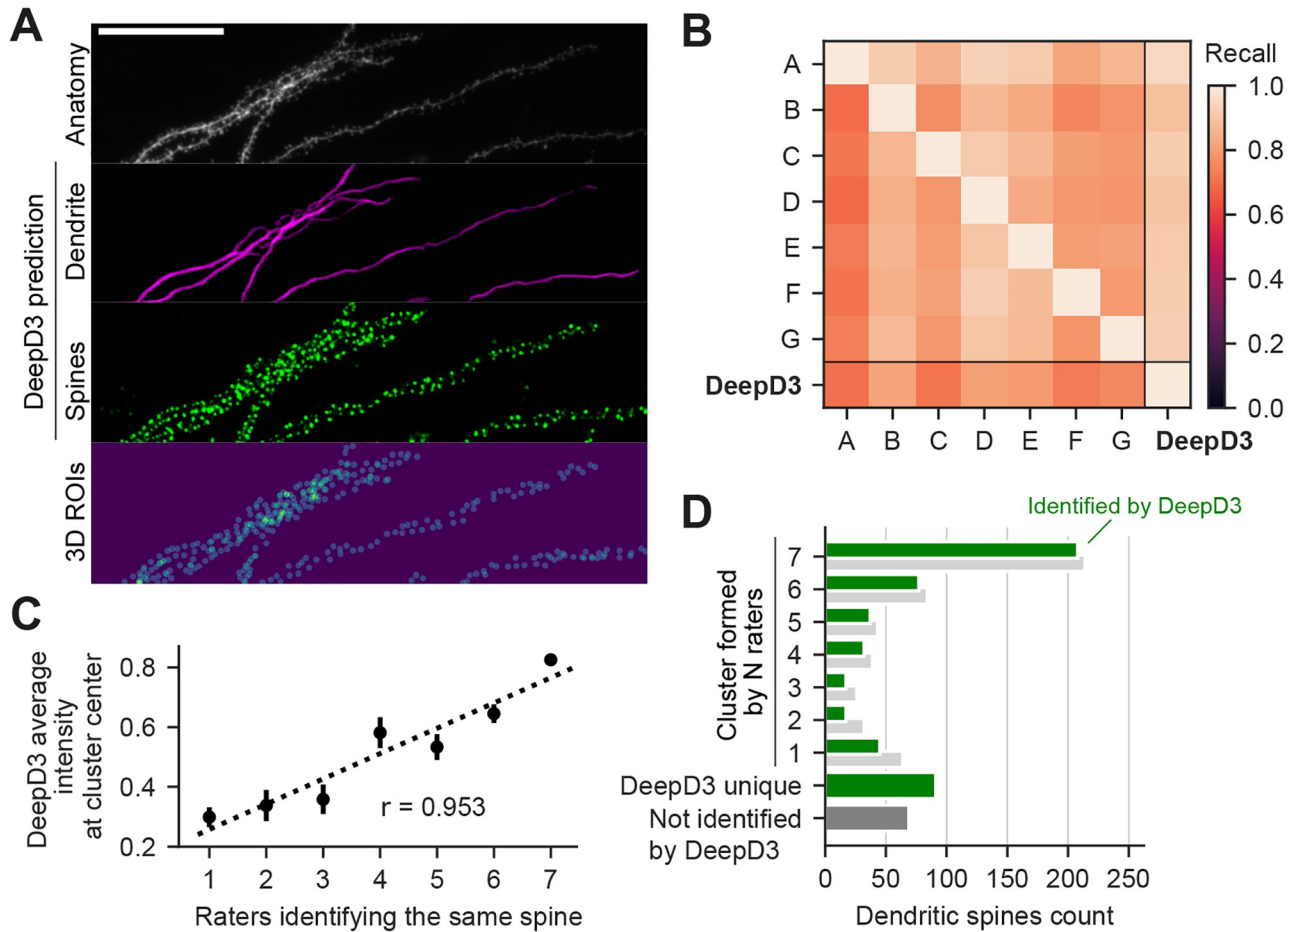 A
Anatomy
DeepD3 prediction
Dendrite
Spines
3D ROIs
B
A
B
C
D
E
F
G
DeepD3
A B C D E F G DeepD3
Recall
1.0
0.8
0.6
0.4
0.2
0.0
C
DeepD3 average
intensity
at cluster center
0.8
0.6
0.4
0.2
r = 0.953
1 2 3 4 5 6 7
Raters identifying the same spine
D
Identified by DeepD3
Cluster formed
by N raters
7
6
5
4
3
2
1
DeepD3 unique
Not identified
by DeepD3
0 50 100 150 200 250
Dendritic spines count